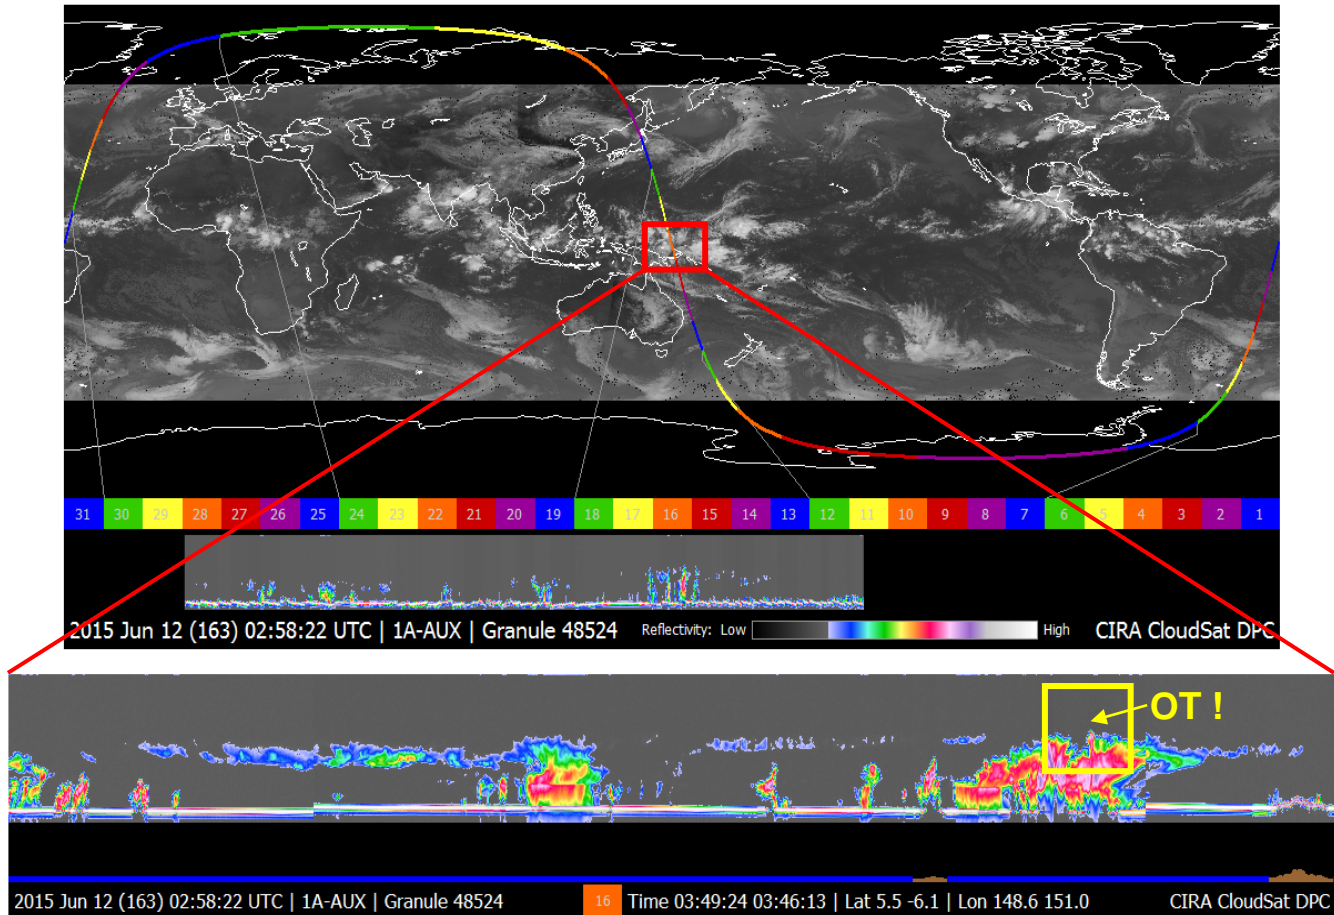 31 30 29 28 27 26 25 24 23 22 21 20 19 18 17 16 15 14 13 12 11 10 9 8 7 6 5 4 3 2 1
2015 Jun 12 (163) 02:58:22 UTC | 1A-AUX | Granule 48524 Reflectivity: Low High CIRA CloudSat DPC
OT !
2015 Jun 12 (163) 02:58:22 UTC | 1A-AUX | Granule 48524 16 Time 03:49:24 03:46:13 | Lat 5.5 -6.1 | Lon 148.6 151.0 CIRA CloudSat DPC